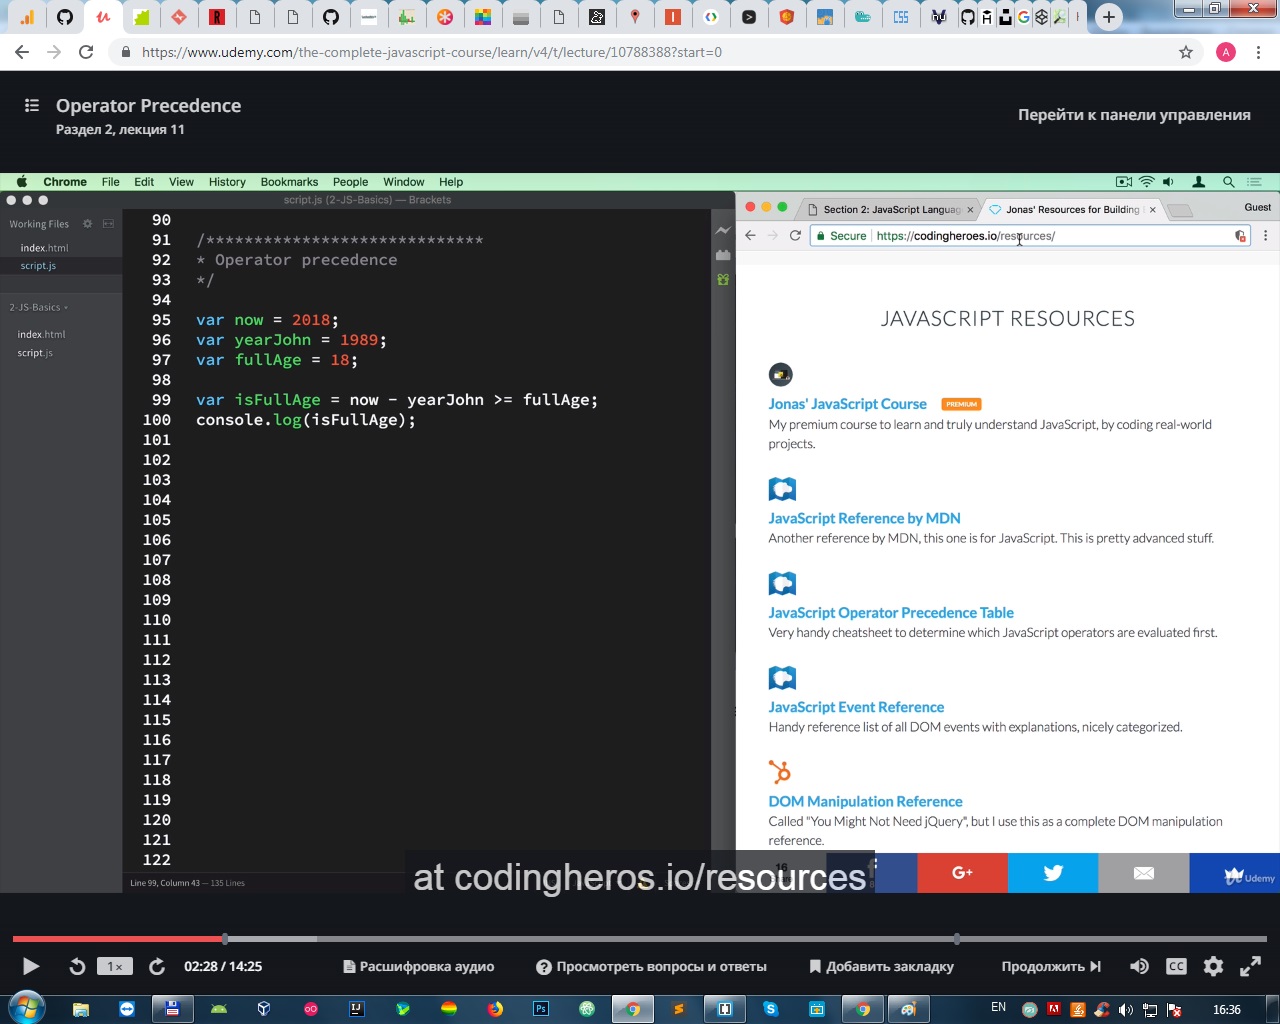 https://www.udemy.com/the-complete-javascript-course/learn/v4/t/lecture/10788388?start=0
A
Operator Precedence
Раздел 2, лекция 11
Перейти к панели управления
Chrome File Edit View History Bookmarks People Window Help
script.js (2-JS-Basics) — Brackets
Working Files
index.html
script.js
2-JS-Basics
index.html
script.js
90
91 /*****************************
92 * Operator precedence
93 */
94
95 var now = 2018;
96 var yearJohn = 1989;
97 var fullAge = 18;
98
99 var isFullAge = now - yearJohn >= fullAge;
100 console.log(isFullAge);
101
102
103
104
105
106
107
108
109
110
111
112
113
114
115
116
117
118
119
120
121
122
Line 99, Column 43 — 135 Lines
Section 2: JavaScript Languag
Jonas' Resources for Building
Guest
Secure https://codingheroes.io/resources/
JAVASCRIPT RESOURCES
Jonas' JavaScript Course PREMIUM
My premium course to learn and truly understand JavaScript, by coding real-world
projects.
JavaScript Reference by MDN
Another reference by MDN, this one is for JavaScript. This is pretty advanced stuff.
JavaScript Operator Precedence Table
Very handy cheatsheet to determine which JavaScript operators are evaluated first.
JavaScript Event Reference
Handy reference list of all DOM events with explanations, nicely categorized.
DOM Manipulation Reference
Called "You Might Not Need jQuery", but I use this as a complete DOM manipulation
reference.
16
G+
Udemy
at codingheros.io/resources
1×
02:28 / 14:25
Расшифровка аудио
Просмотреть вопросы и ответы
Добавить закладку
Продолжить
CC
EN
16:36